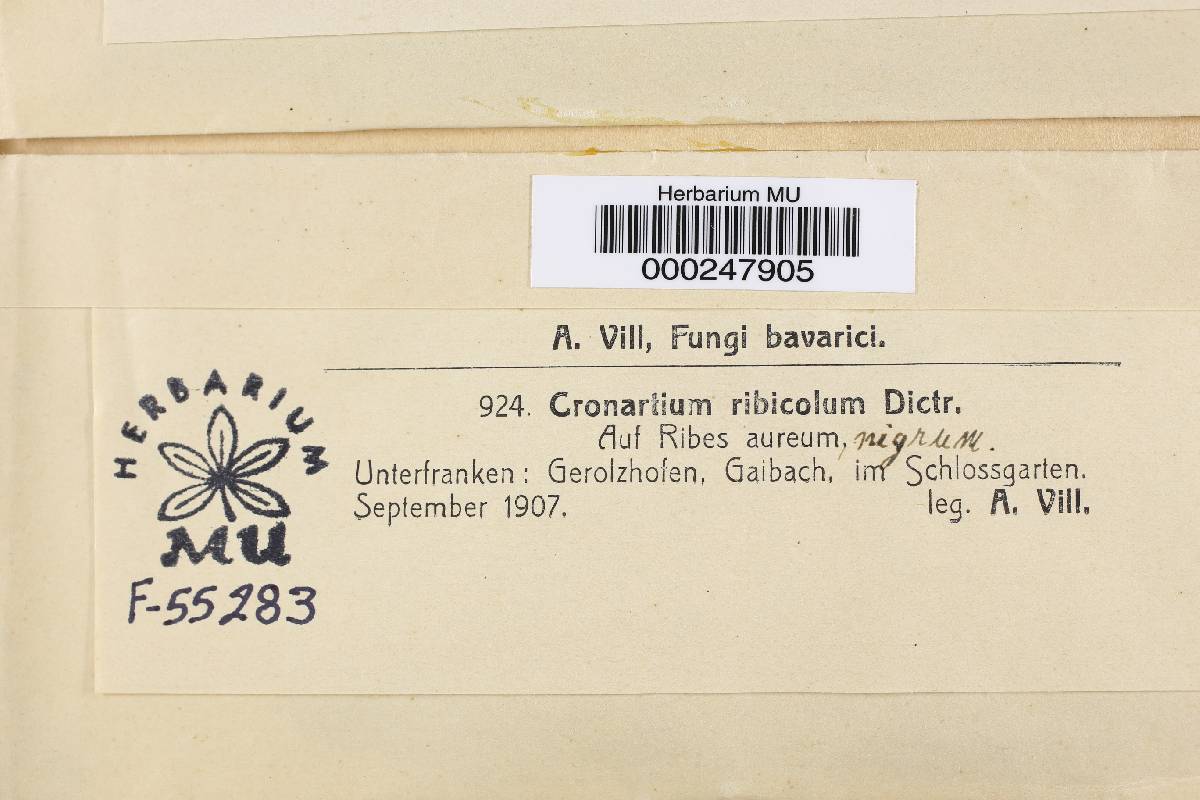 Herbarium MU
000247905
A. Vill, Fungi bavarici.
924. Cronartium ribicolum Dictr.
Auf Ribes aureum, nigrum.
Unterfranken: Gerolzhofen, Gaibach, im Schlossgarten.
September 1907. leg. A. Vill.
HERBARIUM
MU
F-55283